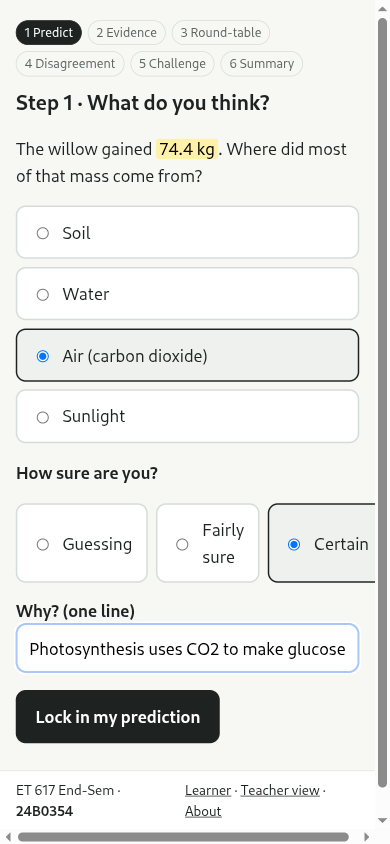 1 Predict 2 Evidence 3 Round-table
4 Disagreement 5 Challenge 6 Summary
Step 1 · What do you think?
The willow gained 74.4 kg. Where did most
of that mass come from?
Soil
Water
Air (carbon dioxide)
Sunlight
How sure are you?
Guessing
Fairly
sure
Certain
Why? (one line)
Photosynthesis uses CO2 to make glucose
Lock in my prediction
ET 617 End-Sem ·
24B0354
Learner · Teacher view ·
About